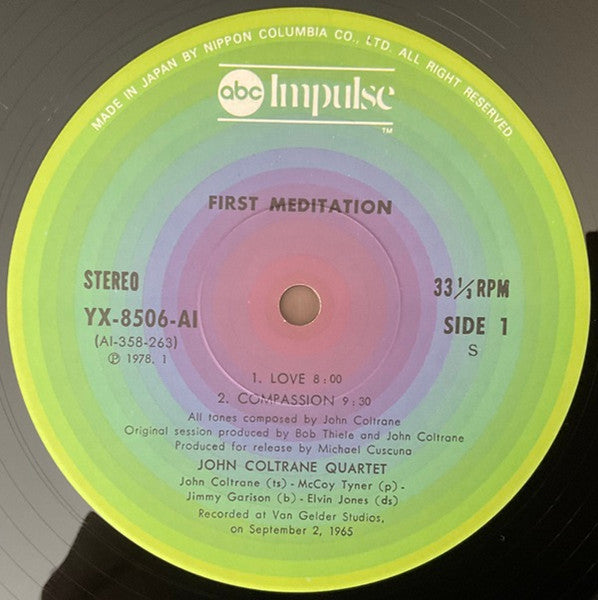 MADE IN JAPAN BY NIPPON COLUMBIA CO., LTD. ALL RIGHT RESERVED.
abc Impulse
TM
FIRST MEDITATION
STEREO
33 1/3 RPM
YX-8506-AI
SIDE 1
(AI-358-263)
S
℗ 1978. 1
1. LOVE 8:00
2. COMPASSION 9:30
All tones composed by John Coltrane
Original session produced by Bob Thiele and John Coltrane
Produced for release by Michael Cuscuna
JOHN COLTRANE QUARTET
John Coltrane (ts) - McCoy Tyner (p) -
Jimmy Garison (b) - Elvin Jones (ds)
Recorded at Van Gelder Studios,
on September 2, 1965